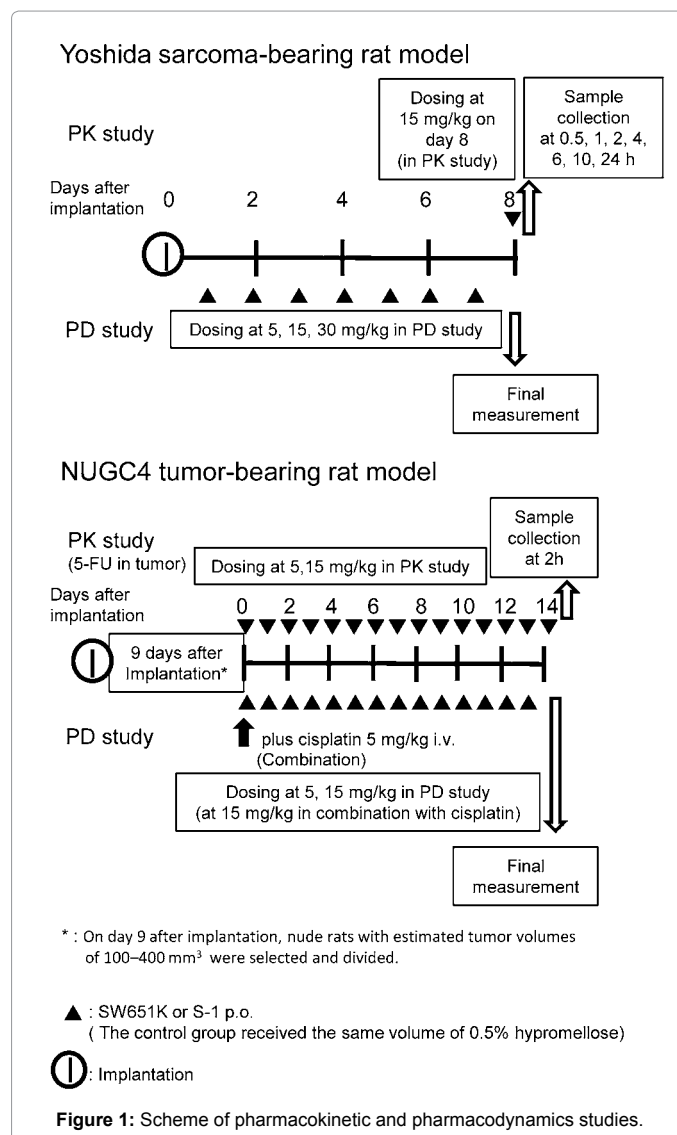 Yoshida sarcoma-bearing rat model
PK study
Dosing at
15 mg/kg on
day 8
(in PK study)
Sample
collection
at 0.5, 1, 2, 4,
6, 10, 24 h
Days after
implantation
0 2 4 6 8
PD study
Dosing at 5, 15, 30 mg/kg in PD study
Final
measurement
NUGC4 tumor-bearing rat model
PK study
(5-FU in tumor)
Dosing at 5,15 mg/kg in PK study
Sample
collection
at 2h
Days after
implantation
0 2 4 6 8 10 12 14
9 days after
Implantation*
PD study
plus cisplatin 5 mg/kg i.v.
(Combination)
Dosing at 5, 15 mg/kg in PD study
(at 15 mg/kg in combination with cisplatin)
Final
measurement
* : On day 9 after implantation, nude rats with estimated tumor volumes
of 100–400 mm³ were selected and divided.
▲ : SW651K or S-1 p.o.
( The control group received the same volume of 0.5% hypromellose)
: Implantation
Figure 1: Scheme of pharmacokinetic and pharmacodynamics studies.